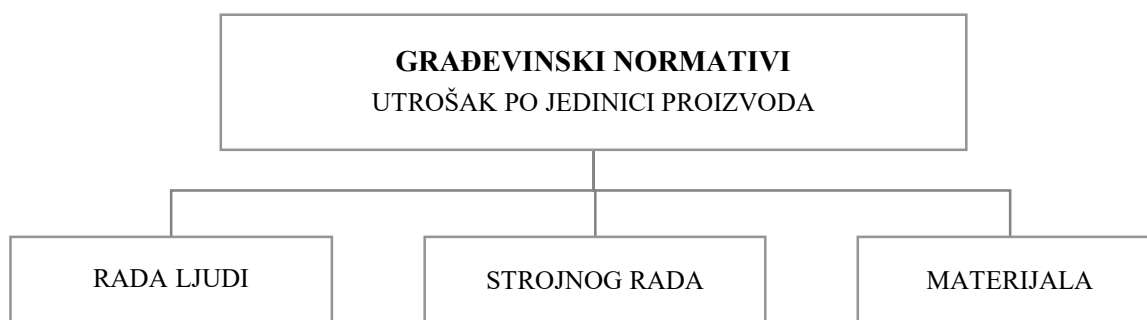 GRAĐEVINSKI NORMATIVI
UTROŠAK PO JEDINICI PROIZVODA
RADA LJUDI
STROJNOG RADA
MATERIJALA